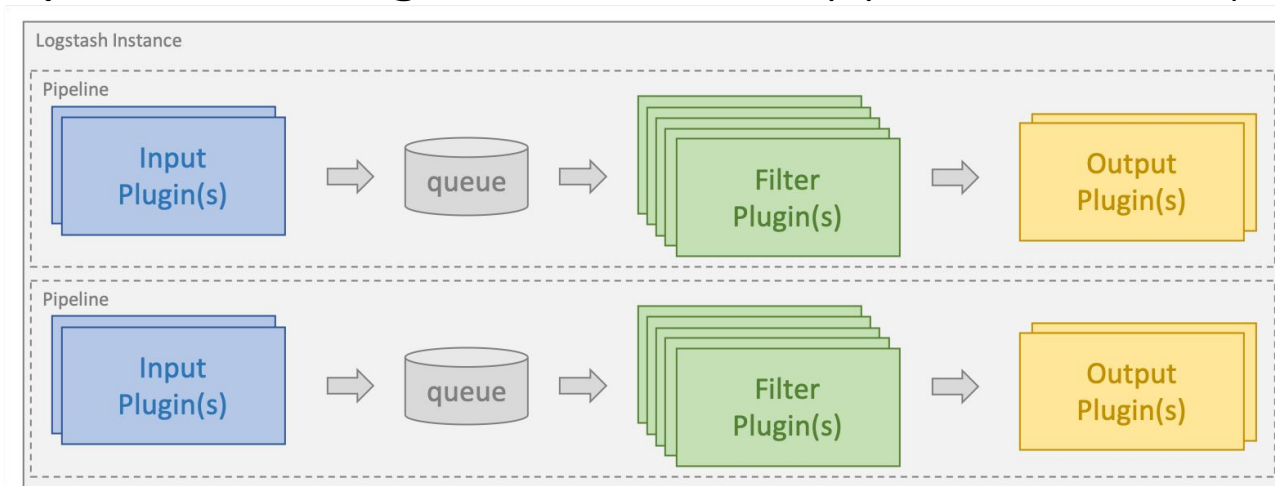 Logstash Instance
Pipeline
Input
Plugin(s)
queue
Filter
Plugin(s)
Output
Plugin(s)
Pipeline
Input
Plugin(s)
queue
Filter
Plugin(s)
Output
Plugin(s)